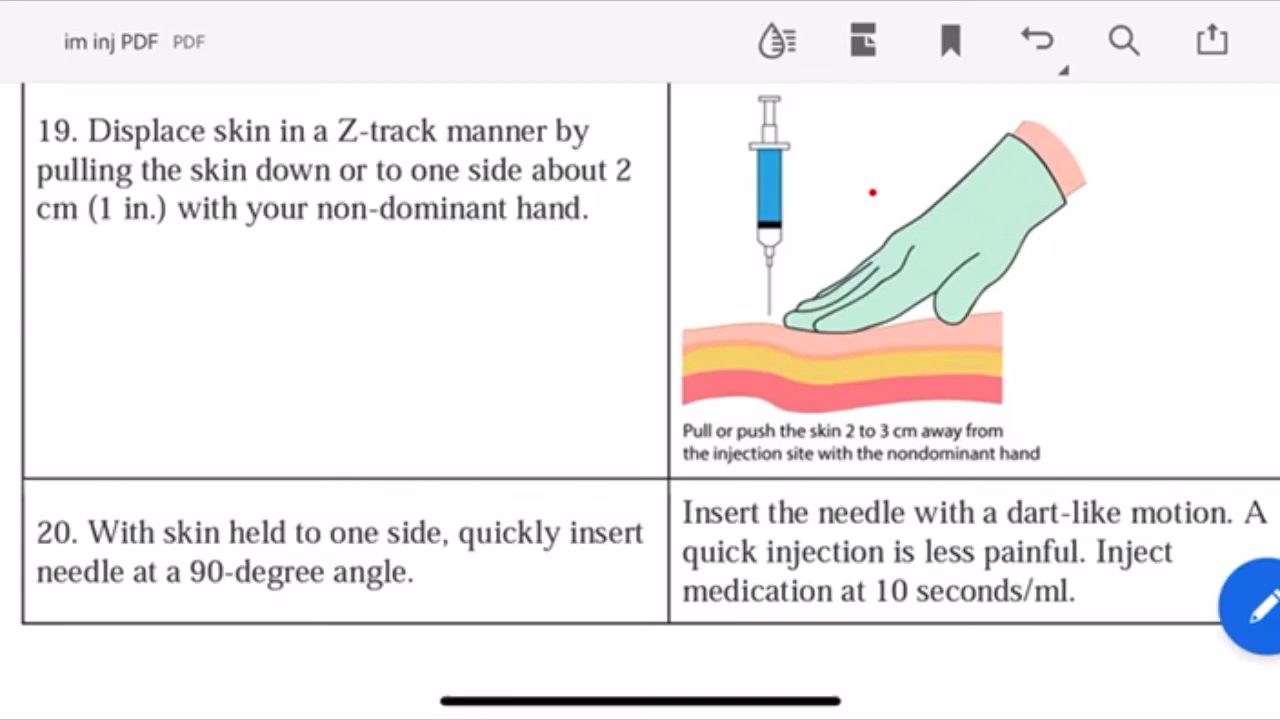 im inj PDF PDF
19. Displace skin in a Z-track manner by
pulling the skin down or to one side about 2
cm (1 in.) with your non-dominant hand.
Pull or push the skin 2 to 3 cm away from
the injection site with the nondominant hand
20. With skin held to one side, quickly insert
needle at a 90-degree angle.
Insert the needle with a dart-like motion. A
quick injection is less painful. Inject
medication at 10 seconds/ml.